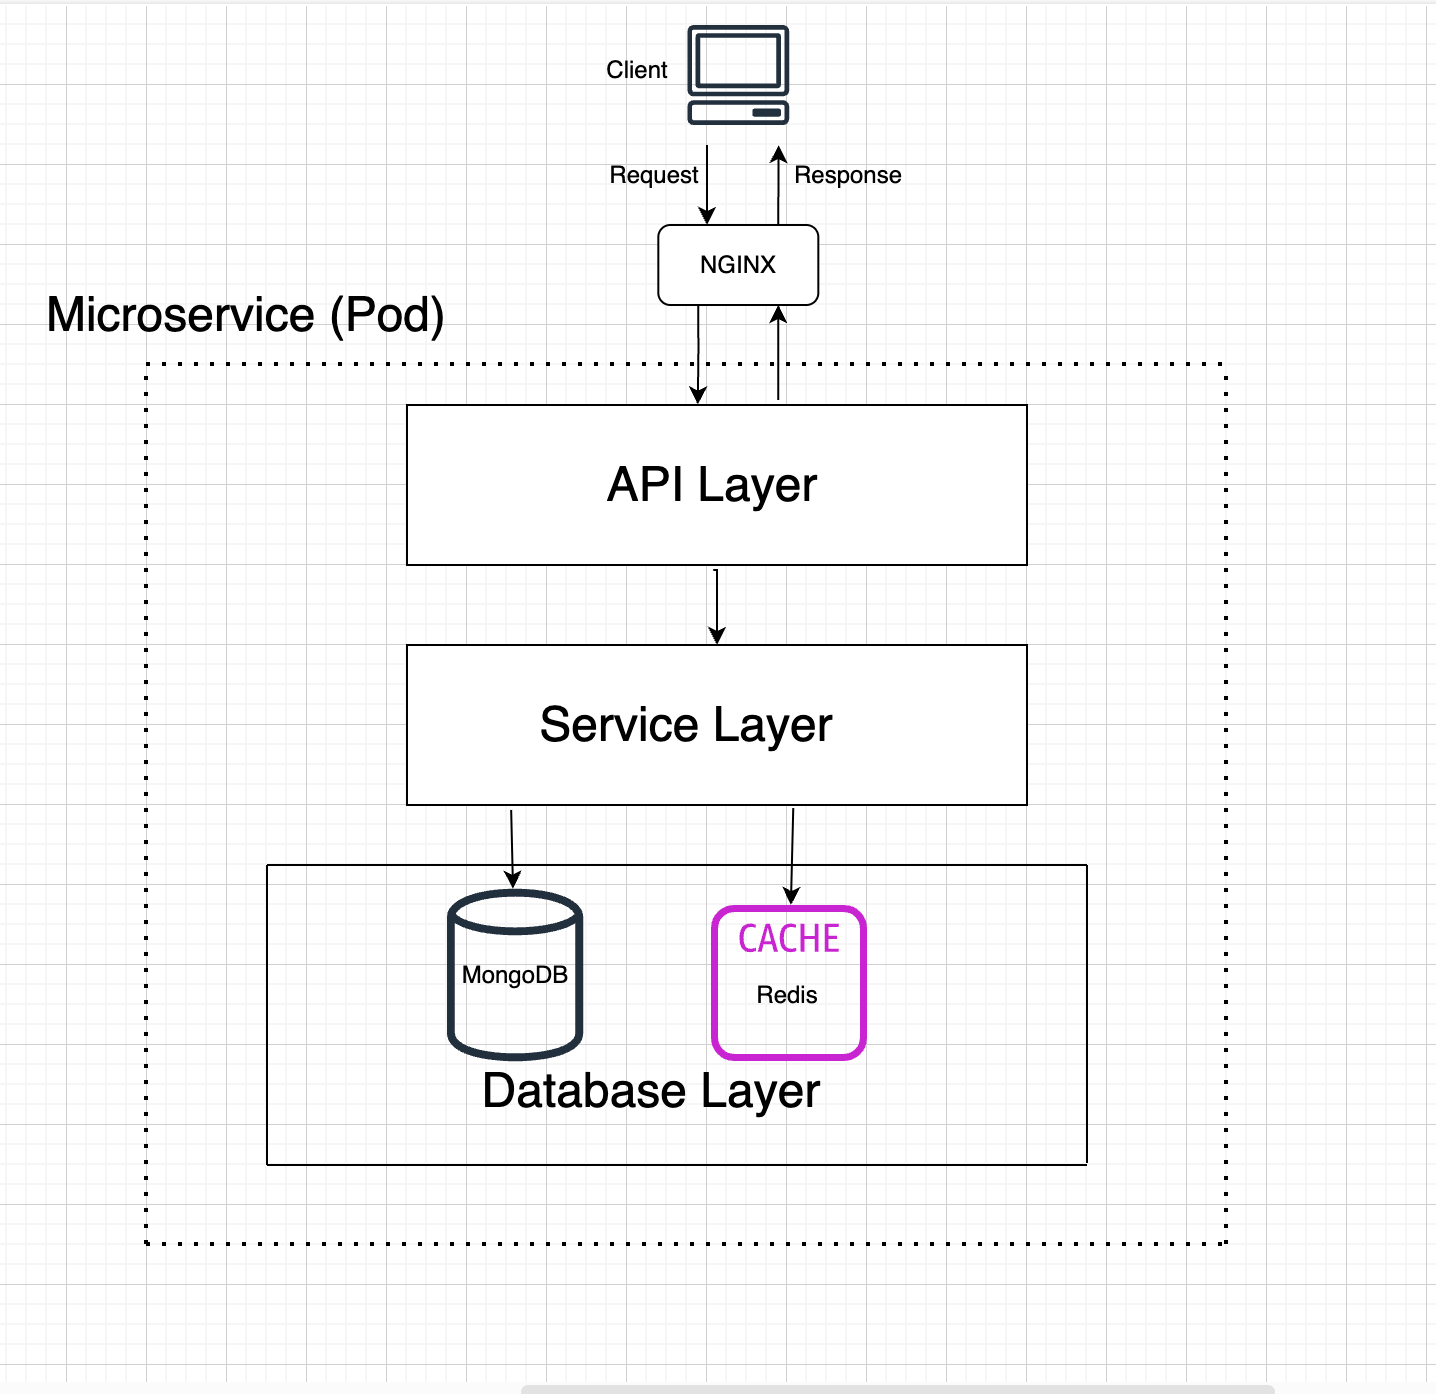 Client
Request
Response
NGINX
Microservice (Pod)
API Layer
Service Layer
MongoDB
CACHE
Redis
Database Layer